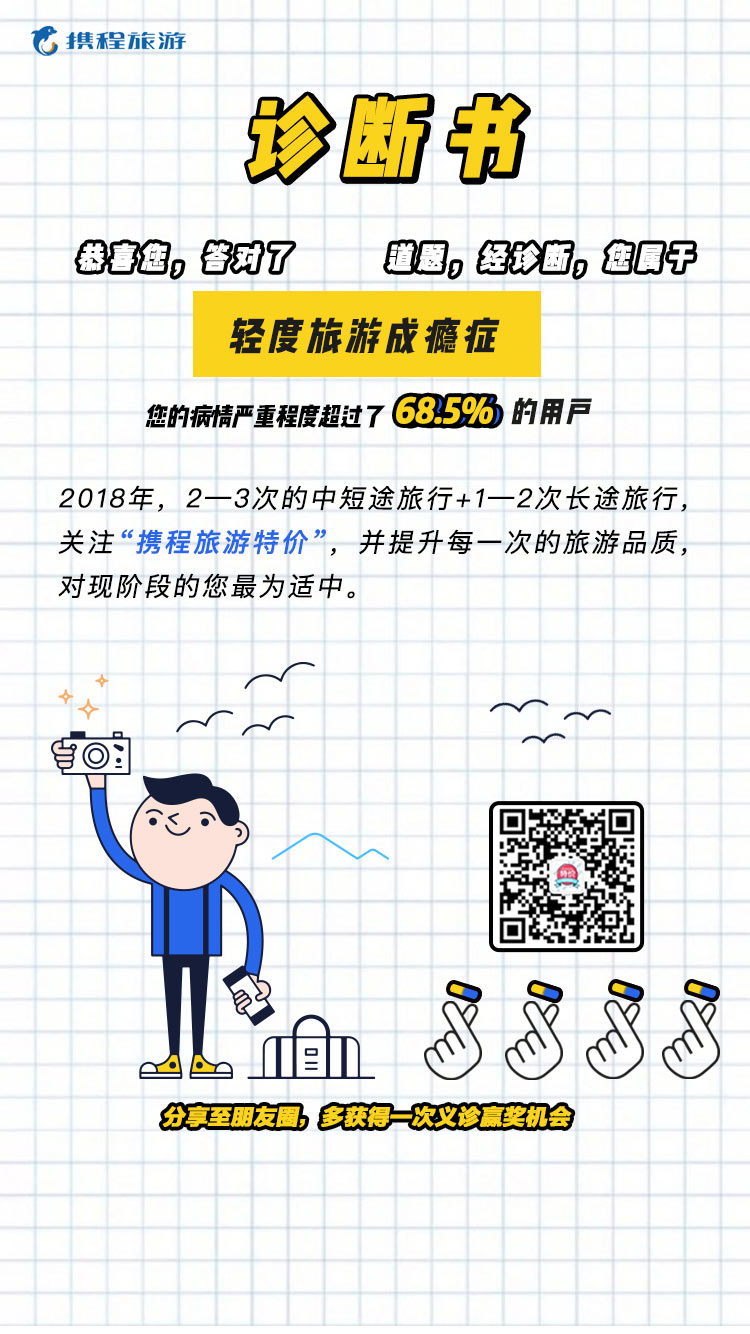 携程旅游
诊断书
恭喜您，答对了 道题，经诊断，您属于
轻度旅游成瘾症
您的病情严重程度超过了 68.5% 的用户
2018年，2—3次的中短途旅行+1—2次长途旅行，
关注“携程旅游特价”，并提升每一次的旅游品质，
对现阶段的您最为适中。
特价
分享至朋友圈，多获得一次义诊赢奖机会